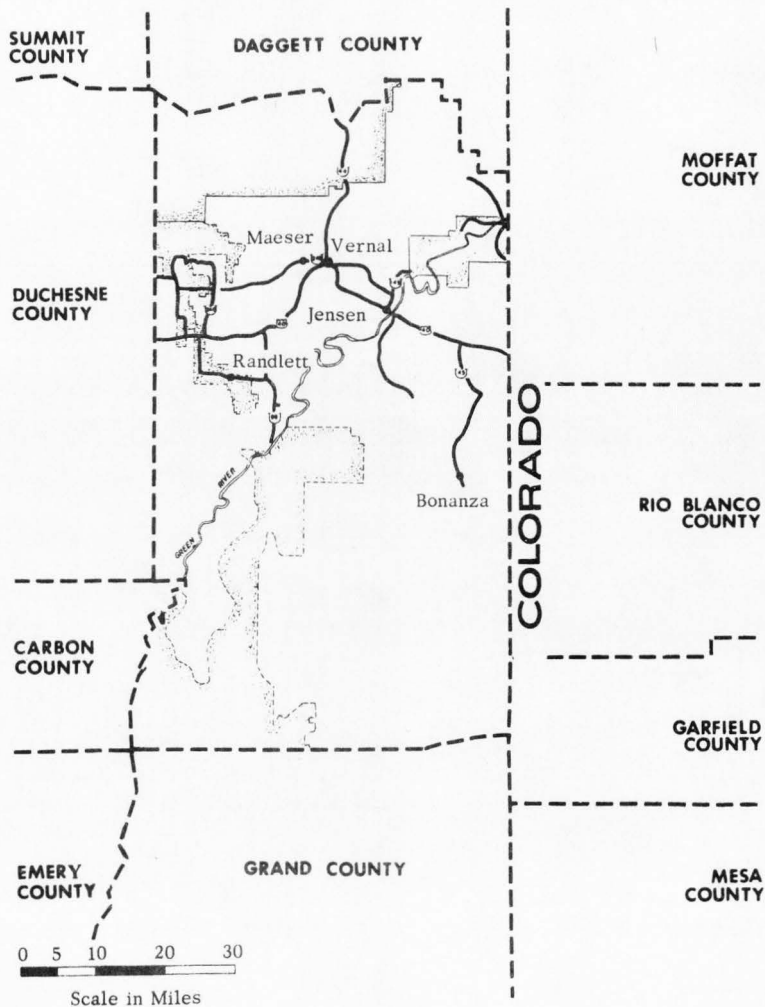 SUMMIT
COUNTY
DAGGETT COUNTY
MOFFAT
COUNTY
Maeser
Vernal
DUCHESNE
COUNTY
Jensen
Randlett
COLORADO
RIVER
Bonanza
RIO BLANCO
COUNTY
GREEN
CARBON
COUNTY
GARFIELD
COUNTY
EMERY
COUNTY
GRAND COUNTY
MESA
COUNTY
0 5 10 20 30
Scale in Miles